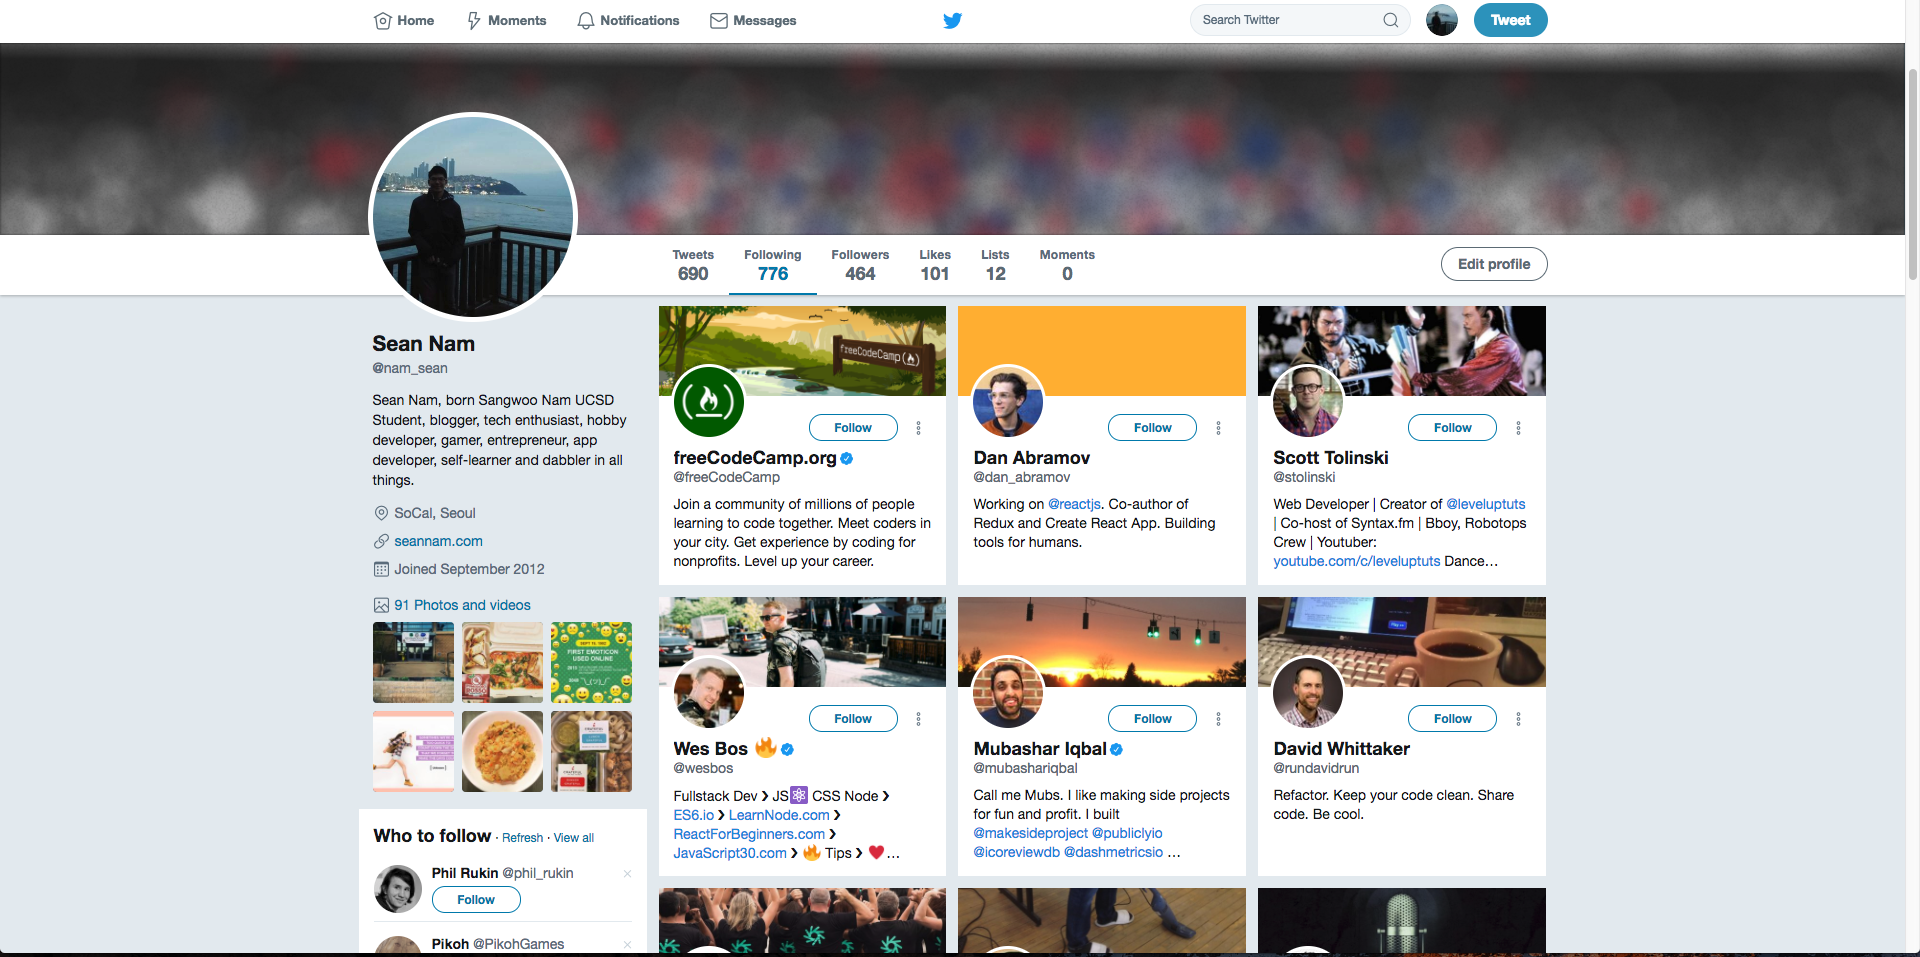 Home
Moments
Notifications
Messages
Search Twitter
Tweet
Tweets
690
Following
776
Followers
464
Likes
101
Lists
12
Moments
0
Edit profile
Sean Nam
@nam_sean
Sean Nam, born Sangwoo Nam UCSD
Student, blogger, tech enthusiast, hobby
developer, gamer, entrepreneur, app
developer, self-learner and dabbler in all
things.
SoCal, Seoul
seannam.com
Joined September 2012
91 Photos and videos
FIRST EMOTICON
USED ONLINE
Who to follow · Refresh · View all
Phil Rukin @phil_rukin
Follow
Pikoh @PikohGames
freeCodeCamp(
Follow
freeCodeCamp.org
@freeCodeCamp
Join a community of millions of people
learning to code together. Meet coders in
your city. Get experience by coding for
nonprofits. Level up your career.
Follow
Dan Abramov
@dan_abramov
Working on @reactjs. Co-author of
Redux and Create React App. Building
tools for humans.
Follow
Scott Tolinski
@stolinski
Web Developer | Creator of @leveluptuts
| Co-host of Syntax.fm | Bboy, Robotops
Crew | Youtuber:
youtube.com/c/leveluptuts Dance…
Follow
Wes Bos 🔥
@wesbos
Fullstack Dev ❯ JS⚛ CSS Node ❯
ES6.io ❯ LearnNode.com ❯
ReactForBeginners.com ❯
JavaScript30.com ❯ 🔥 Tips ❯ ❤…
Follow
Mubashar Iqbal
@mubashariqbal
Call me Mubs. I like making side projects
for fun and profit. I built
@makesideproject @publiclyio
@icoreviewdb @dashmetricsio …
Follow
David Whittaker
@rundavidrun
Refactor. Keep your code clean. Share
code. Be cool.